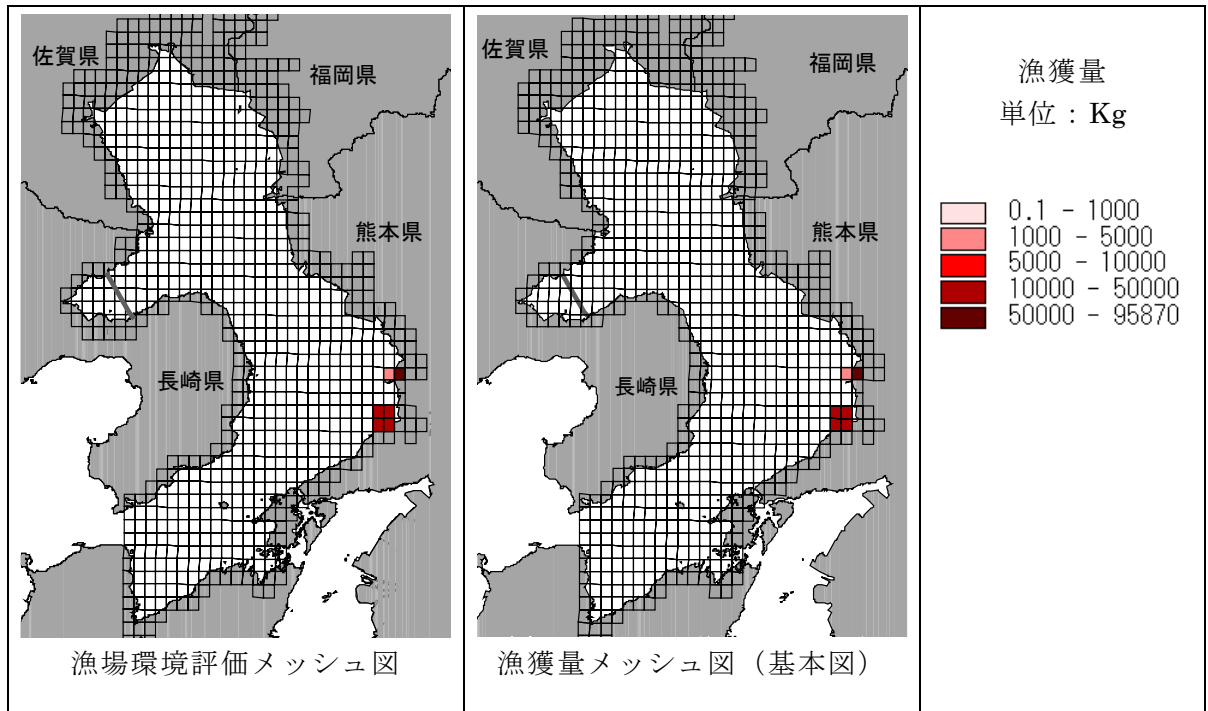 佐賀県
福岡県
熊本県
長崎県
漁場環境評価メッシュ図
佐賀県
福岡県
熊本県
長崎県
漁獲量メッシュ図（基本図）
漁獲量
単位：Kg
0.1 - 1000
1000 - 5000
5000 - 10000
10000 - 50000
50000 - 95870